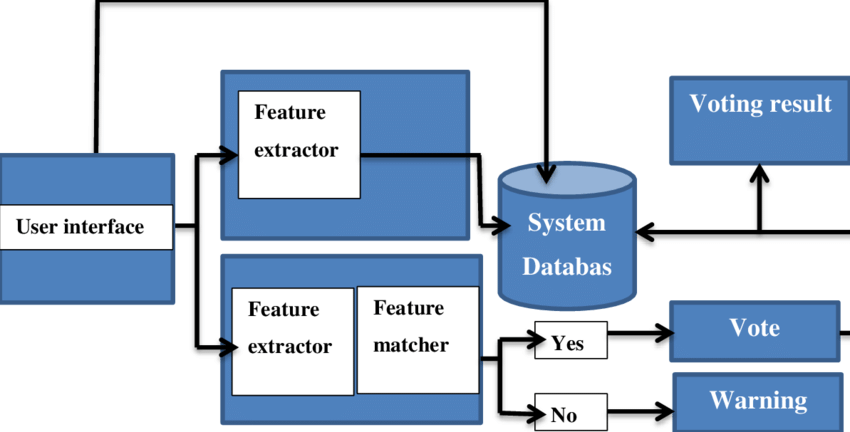 Feature
extractor
Voting result
User interface
System
Databas
Feature
extractor
Feature
matcher
Yes
Vote
No
Warning